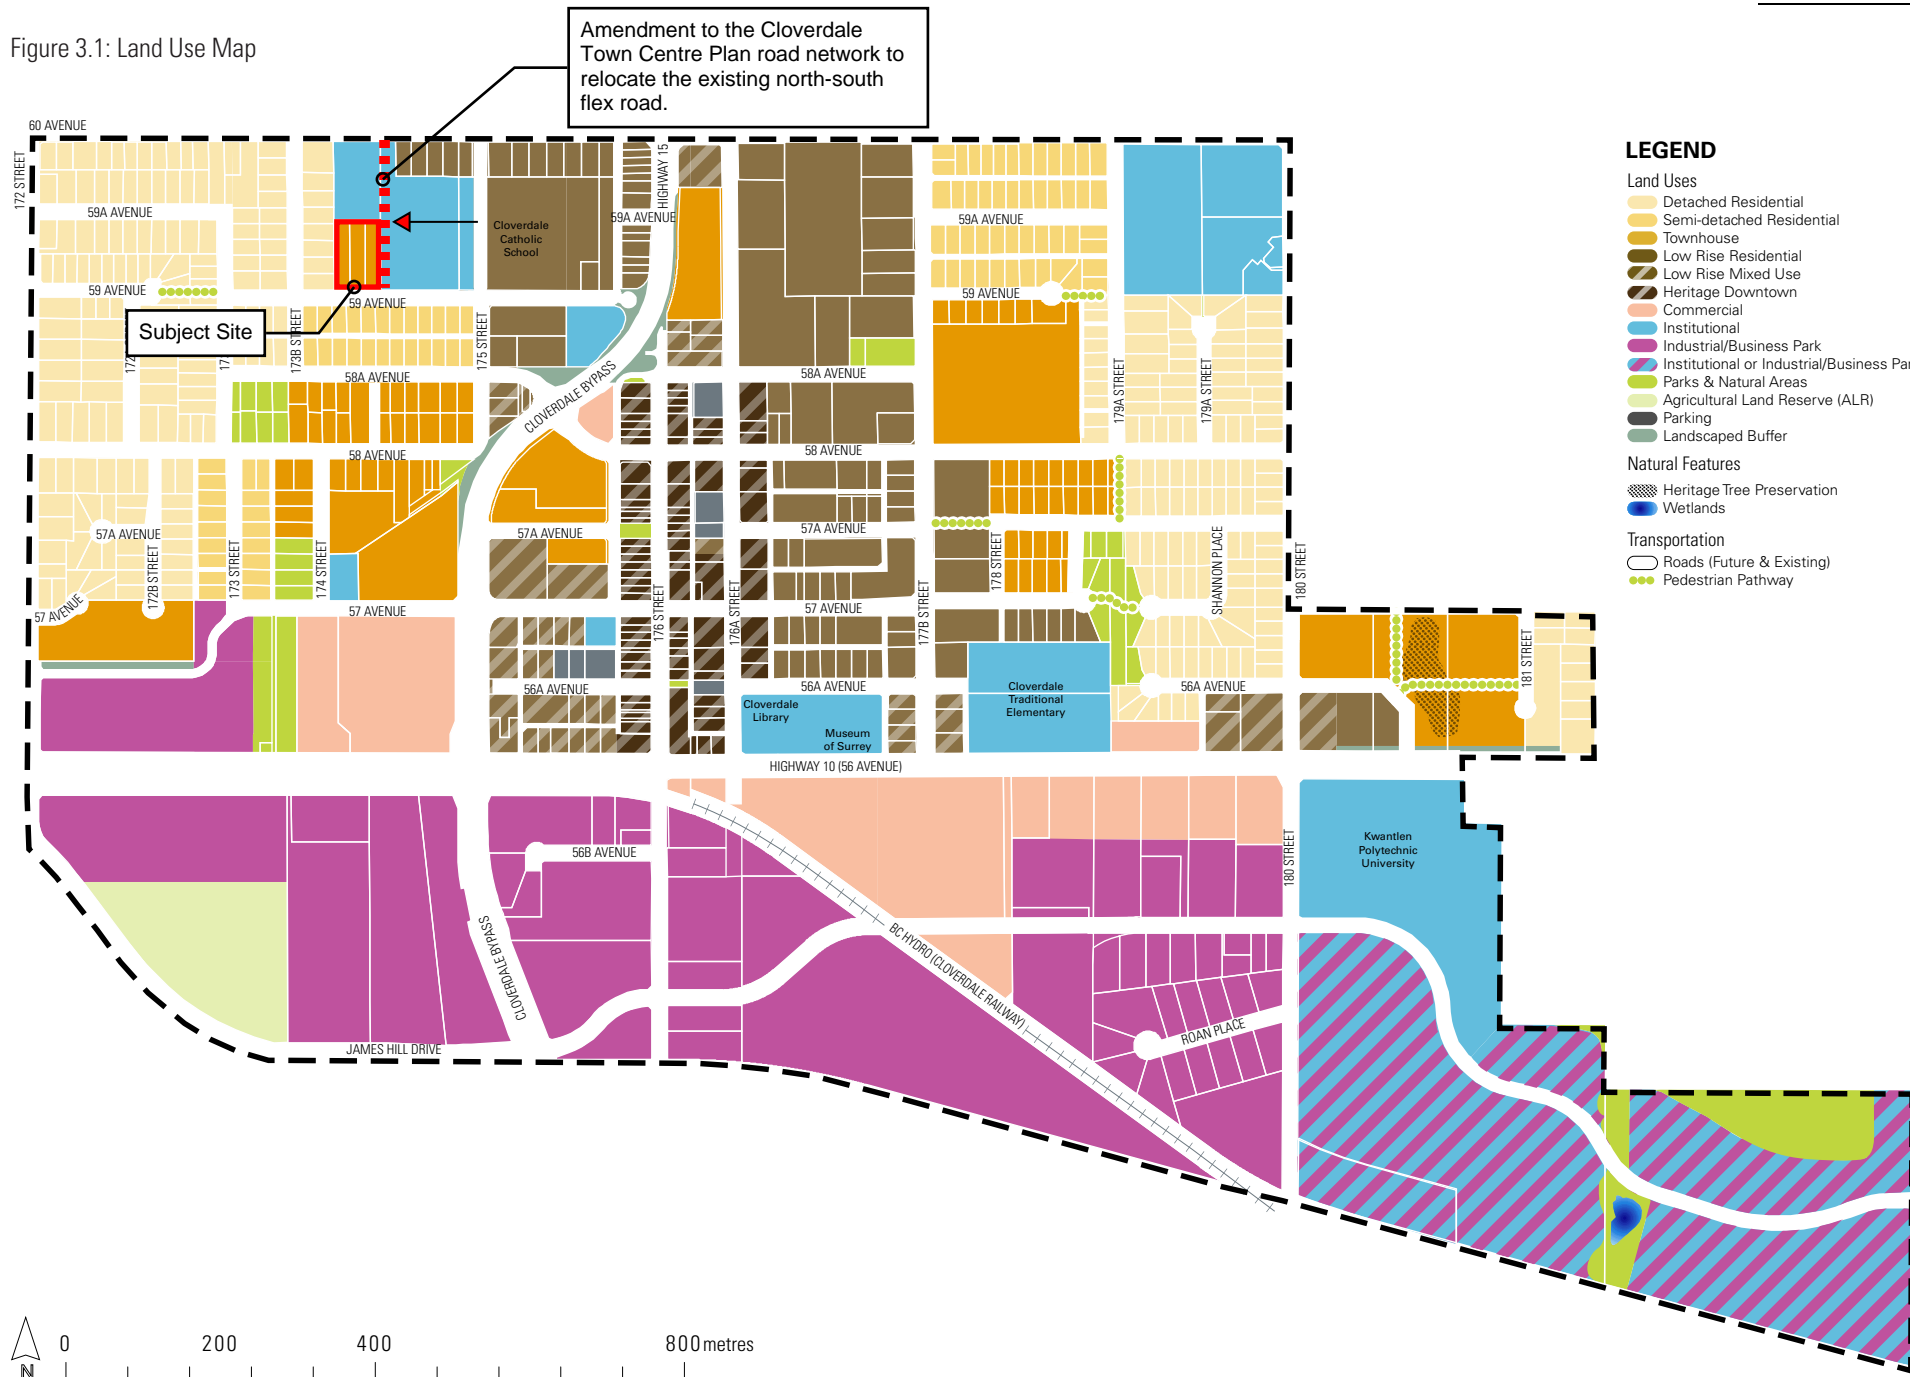 Figure 3.1: Land Use Map
Amendment to the Cloverdale
Town Centre Plan road network to
relocate the existing north-south
flex road.
60 AVENUE
172 STREET
HIGHWAY 15
59A AVENUE
59A AVENUE
59A AVENUE
Cloverdale
Catholic
School
59 AVENUE
59 AVENUE
59 AVENUE
Subject Site
173B STREET
175 STREET
58A AVENUE
58A AVENUE
CLOVERDALE BYPASS
179A STREET
179A STREET
58 AVENUE
58 AVENUE
57A AVENUE
57A AVENUE
57A AVENUE
172B STREET
173 STREET
174 STREET
178 STREET
SHANNON PLACE
180 STREET
57 AVENUE
57 AVENUE
57 AVENUE
176 STREET
176A STREET
177B STREET
181 STREET
56A AVENUE
56A AVENUE
56A AVENUE
Cloverdale
Library
Museum
of Surrey
Cloverdale
Traditional
Elementary
HIGHWAY 10 (56 AVENUE)
56B AVENUE
180 STREET
Kwantlen
Polytechnic
University
CLOVERDALE BYPASS
BC HYDRO (CLOVERDALE RAILWAY)
ROAN PLACE
JAMES HILL DRIVE
LEGEND
Land Uses
Detached Residential
Semi-detached Residential
Townhouse
Low Rise Residential
Low Rise Mixed Use
Heritage Downtown
Commercial
Institutional
Industrial/Business Park
Institutional or Industrial/Business Par
Parks & Natural Areas
Agricultural Land Reserve (ALR)
Parking
Landscaped Buffer
Natural Features
Heritage Tree Preservation
Wetlands
Transportation
Roads (Future & Existing)
Pedestrian Pathway
0 200 400 800 metres
N